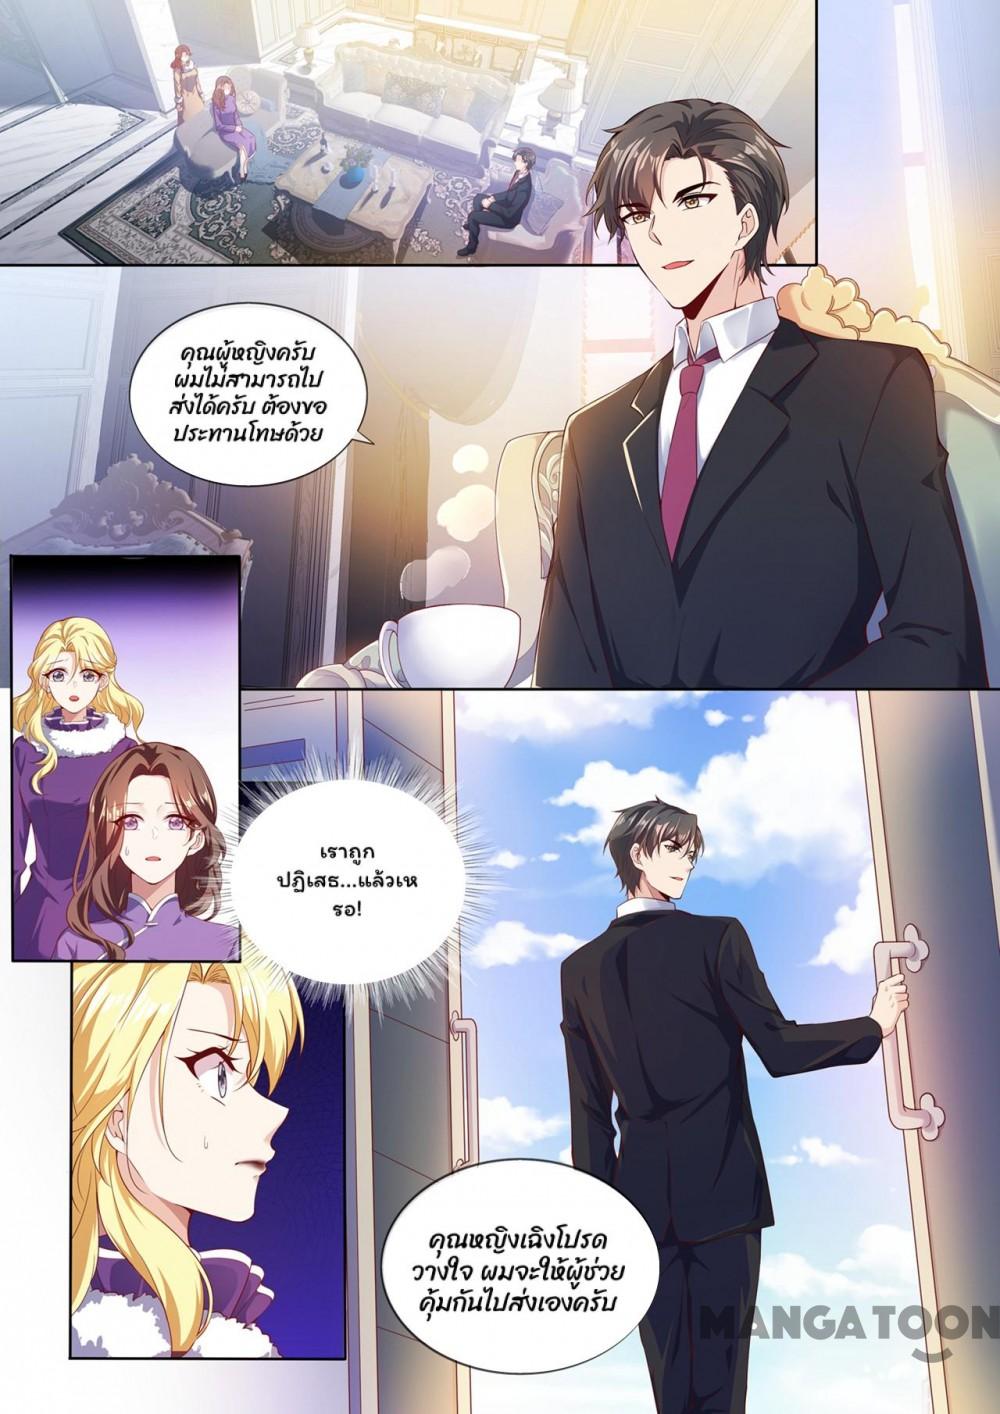 คุณผู้หญิงครับ
ผมไม่สามารถไป
ส่งได้ครับ ต้องขอ
ประทานโทษด้วย
เราถูก
ปฏิเสธ...แล้วเห
รอ!
คุณหญิงเฉิงโปรด
วางใจ ผมจะให้ผู้ช่วย
คุ้มกันไปส่งเองครับ
MANGATOON